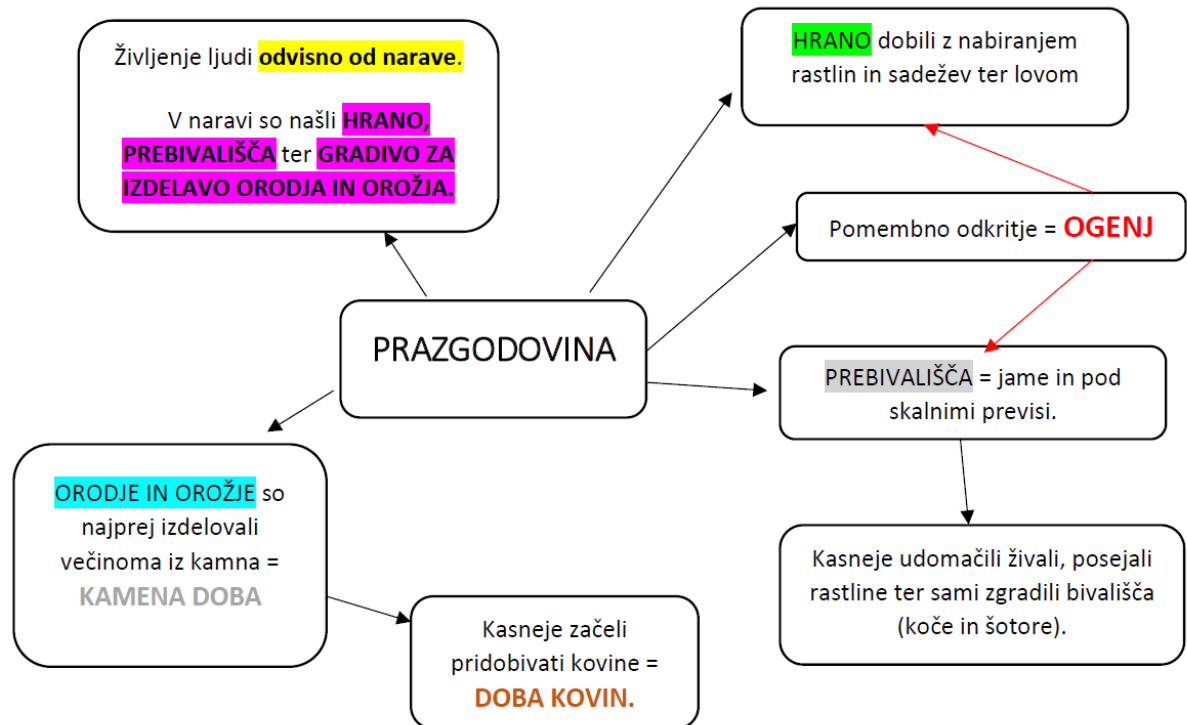 Življenje ljudi odvisno od narave.
V naravi so našli HRANO,
PREBIVALIŠČA ter GRADIVO ZA
IZDELAVO ORODJA IN OROŽJA.
HRANO dobili z nabiranjem
rastlin in sadežev ter lovom
Pomembno odkritje = OGENJ
PRAZGODOVINA
PREBIVALIŠČA = jame in pod
skalnimi previsi.
ORODJE IN OROŽJE so
najprej izdelovali
večinoma iz kamna =
KAMENA DOBA
Kasneje udomačili živali, posejali
rastline ter sami zgradili bivališča
(koče in šotore).
Kasneje začeli
pridobivati kovine =
DOBA KOVIN.